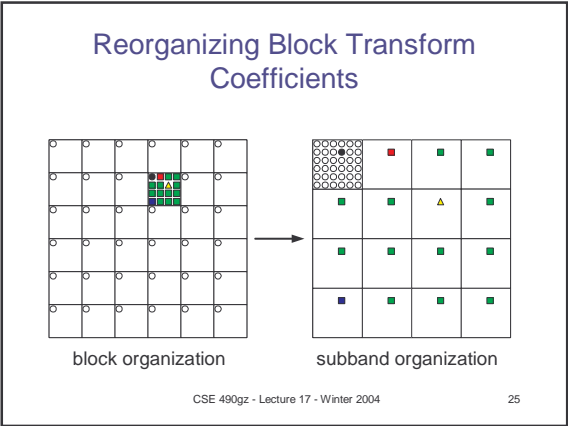 Reorganizing Block Transform
Coefficients
block organization
subband organization
CSE 490gz - Lecture 17 - Winter 2004
25